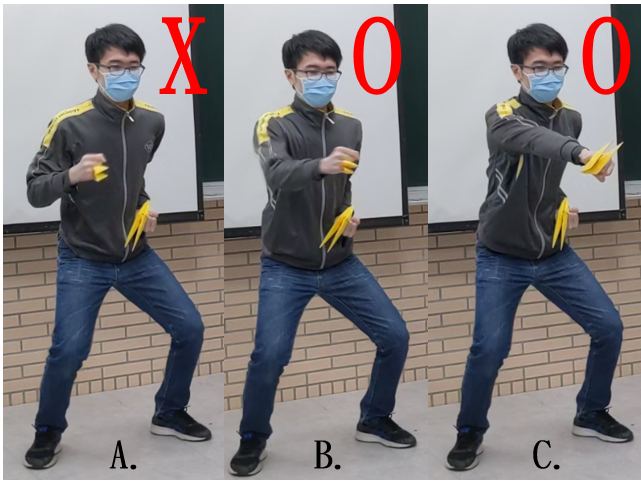 X O O
A. B. C.